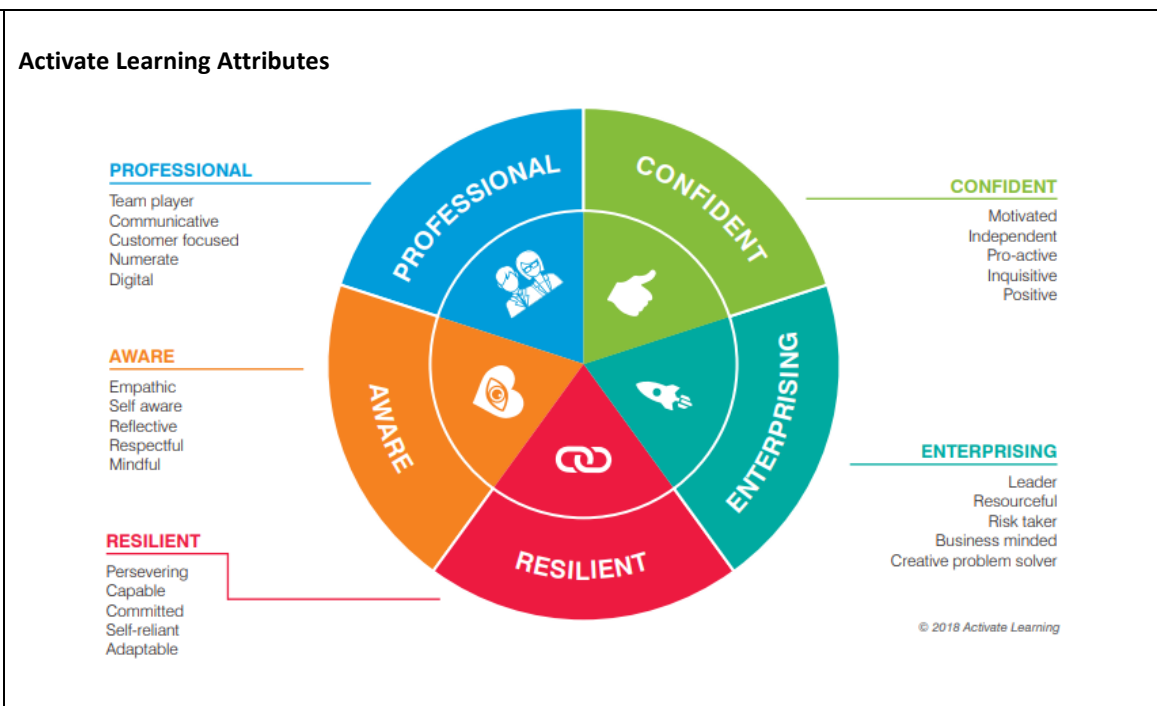 Activate Learning Attributes
PROFESSIONAL
Team player
Communicative
Customer focused
Numerate
Digital
AWARE
Empathic
Self aware
Reflective
Respectful
Mindful
RESILIENT
Persevering
Capable
Committed
Self-reliant
Adaptable
PROFESSIONAL
CONFIDENT
ENTERPRISING
RESILIENT
AWARE
CONFIDENT
Motivated
Independent
Pro-active
Inquisitive
Positive
ENTERPRISING
Leader
Resourceful
Risk taker
Business minded
Creative problem solver
© 2018 Activate Learning